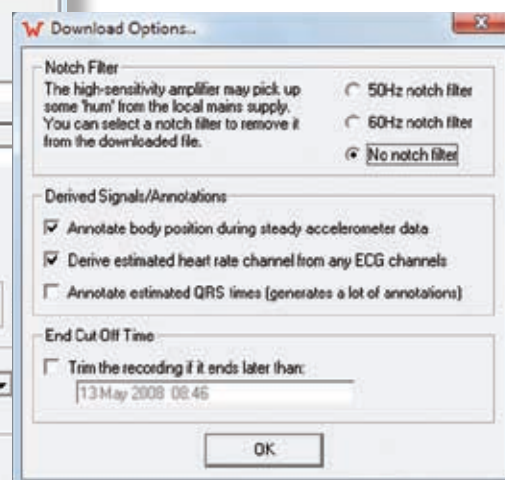 Download Options...
Notch Filter
The high-sensitivity amplifier may pick up
some 'hum' from the local mains supply.
You can select a notch filter to remove it
from the downloaded file.
50Hz notch filter
60Hz notch filter
No notch filter
Derived Signals/Annotations
Annotate body position during steady accelerometer data
Derive estimated heart rate channel from any ECG channels
Annotate estimated QRS times (generates a lot of annotations)
End Cut Off Time
Trim the recording if it ends later than:
13 May 2008 08:46
OK